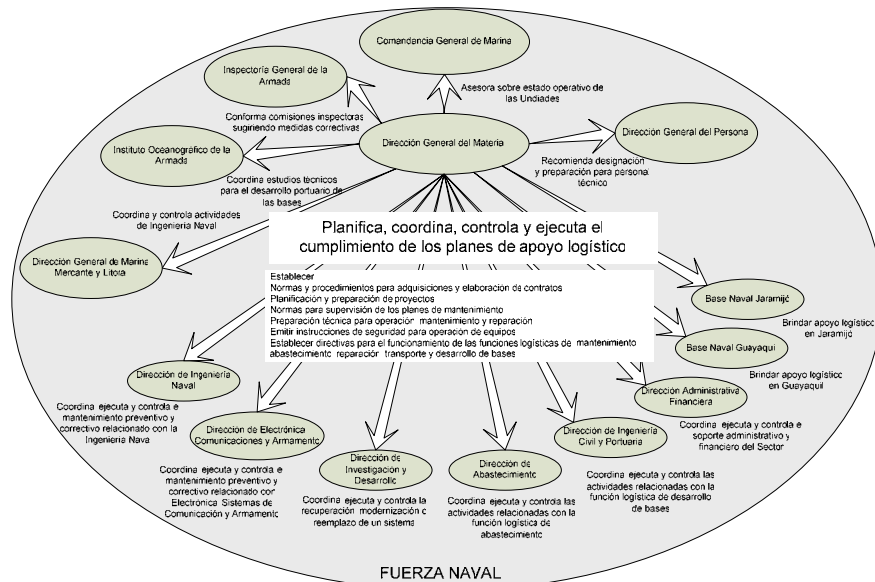 Comandancia General de Marina
Inspectoría General de la
Armada
Asesora sobre estado operativo de
las Undiades
Conforma comisiones inspectoras
sugiriendo medidas correctivas
Dirección General del Materia
Dirección General del Persona
Instituto Oceanográfico de la
Armada
Recomienda designación
y preparación para personal
técnico
Coordina estudios técnicos
para el desarrollo portuario de
las bases
Coordina y controla actividades
de Ingeniería Naval
Planifica, coordina, controla y ejecuta el
cumplimiento de los planes de apoyo logístico
Dirección General de Marina
Mercante y Litora
Establecer
Normas y procedimientos para adquisiciones y elaboración de contratos
Planificación y preparación de proyectos
Normas para supervisión de los planes de mantenimiento
Preparación técnica para operación mantenimiento y reparación
Emitir instrucciones de seguridad para operación de equipos
Establecer directivas para el funcionamiento de las funciones logísticas de mantenimiento
abastecimiento reparación transporte y desarrollo de bases
Base Naval Jaramijó
Brindar apoyo logístico
en Jaramijó
Base Naval Guayaqui
Brindar apoyo logístico
en Guayaquil
Dirección de Ingeniería
Naval
Coordina ejecuta y controla e
mantenimiento preventivo y
correctivo relacionado con la
Ingeniería Nava
Dirección Administrativa
Financiera
Coordina ejecuta y controla e
soporte administrativo y
financiero del Sector
Dirección de Electrónica
Comunicaciones y Armamento
Coordina ejecuta y controla e
mantenimiento preventivo y
correctivo relacionado con
Electrónica Sistemas de
Comunicación y Armamento
Dirección de
Investigación y
Desarrollo
Coordina ejecuta y controla la
recuperación modernización o
reemplazo de un sistema
Dirección de
Abastecimiento
Coordina ejecuta y controla las
actividades relacionadas con la
función logística de
abastecimiento
Dirección de Ingeniería
Civil y Portuaria
Coordina ejecuta y controla las
actividades relacionadas con la
función logística de desarrollo
de bases
FUERZA NAVAL